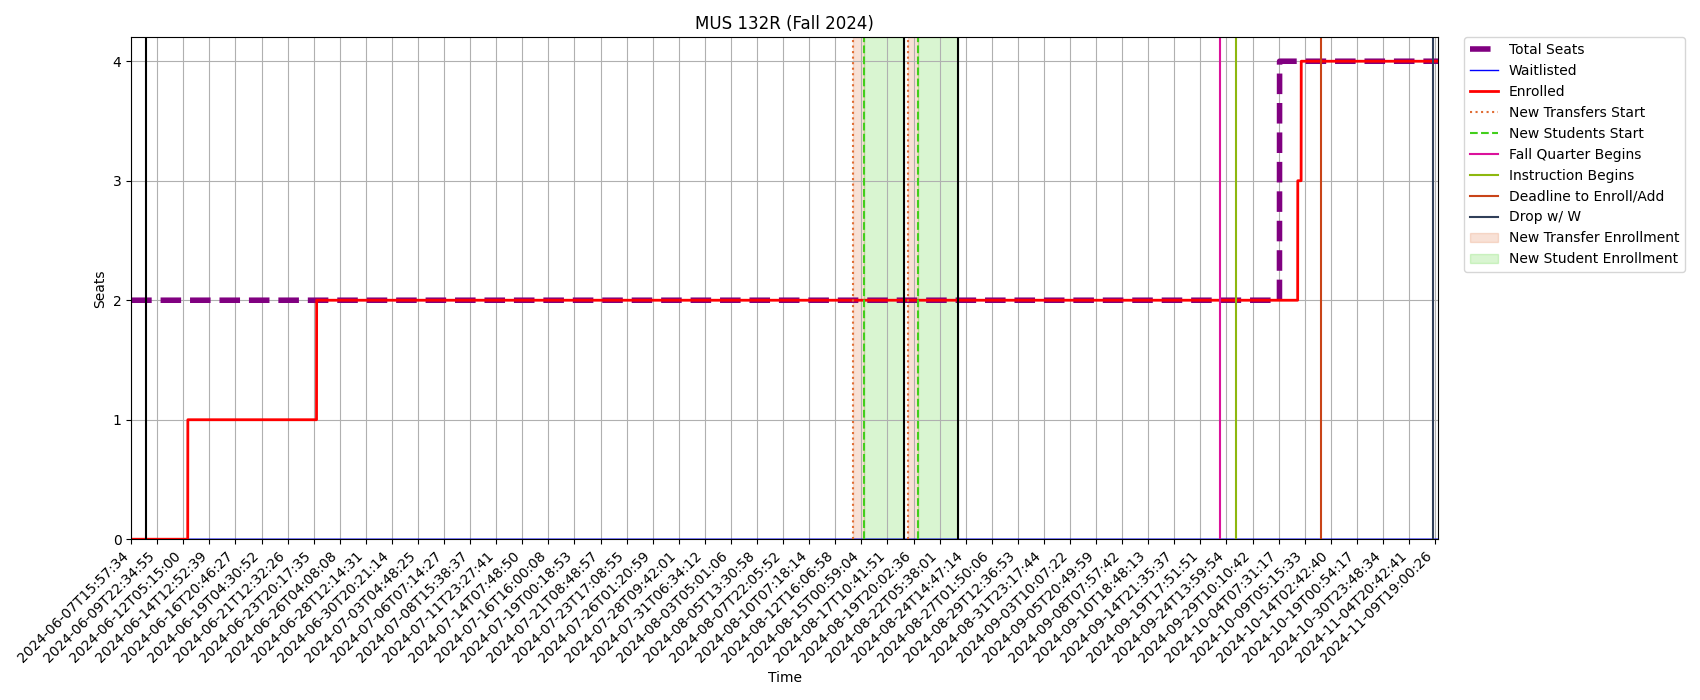 MUS 132R (Fall 2024)
Seats
4
3
2
1
0
2024-06-07T15:57:34
2024-06-09T22:34:55
2024-06-12T05:15:00
2024-06-14T12:52:39
2024-06-16T20:46:27
2024-06-19T04:30:52
2024-06-21T12:32:26
2024-06-23T20:17:35
2024-06-26T04:08:08
2024-06-28T12:14:31
2024-06-30T20:21:14
2024-07-03T04:48:25
2024-07-06T07:14:27
2024-07-08T15:38:37
2024-07-11T23:27:41
2024-07-14T07:48:50
2024-07-16T16:00:08
2024-07-19T00:18:53
2024-07-21T08:48:57
2024-07-23T17:08:55
2024-07-26T01:20:59
2024-07-28T09:42:01
2024-07-31T06:34:12
2024-08-03T05:01:06
2024-08-05T13:30:58
2024-08-07T22:05:52
2024-08-10T07:18:14
2024-08-12T16:06:58
2024-08-15T00:59:04
2024-08-17T10:41:51
2024-08-19T20:02:36
2024-08-22T05:38:01
2024-08-24T14:47:14
2024-08-27T01:50:06
2024-08-29T12:36:53
2024-08-31T23:17:44
2024-09-03T10:07:22
2024-09-05T20:49:59
2024-09-08T07:57:42
2024-09-10T18:48:13
2024-09-14T21:35:37
2024-09-19T17:51:51
2024-09-24T13:59:54
2024-09-29T10:10:42
2024-10-04T07:31:17
2024-10-09T05:15:33
2024-10-14T02:42:40
2024-10-19T00:54:17
2024-10-30T23:48:34
2024-11-04T20:42:41
2024-11-09T19:00:26
Time
Total Seats
Waitlisted
Enrolled
New Transfers Start
New Students Start
Fall Quarter Begins
Instruction Begins
Deadline to Enroll/Add
Drop w/ W
New Transfer Enrollment
New Student Enrollment